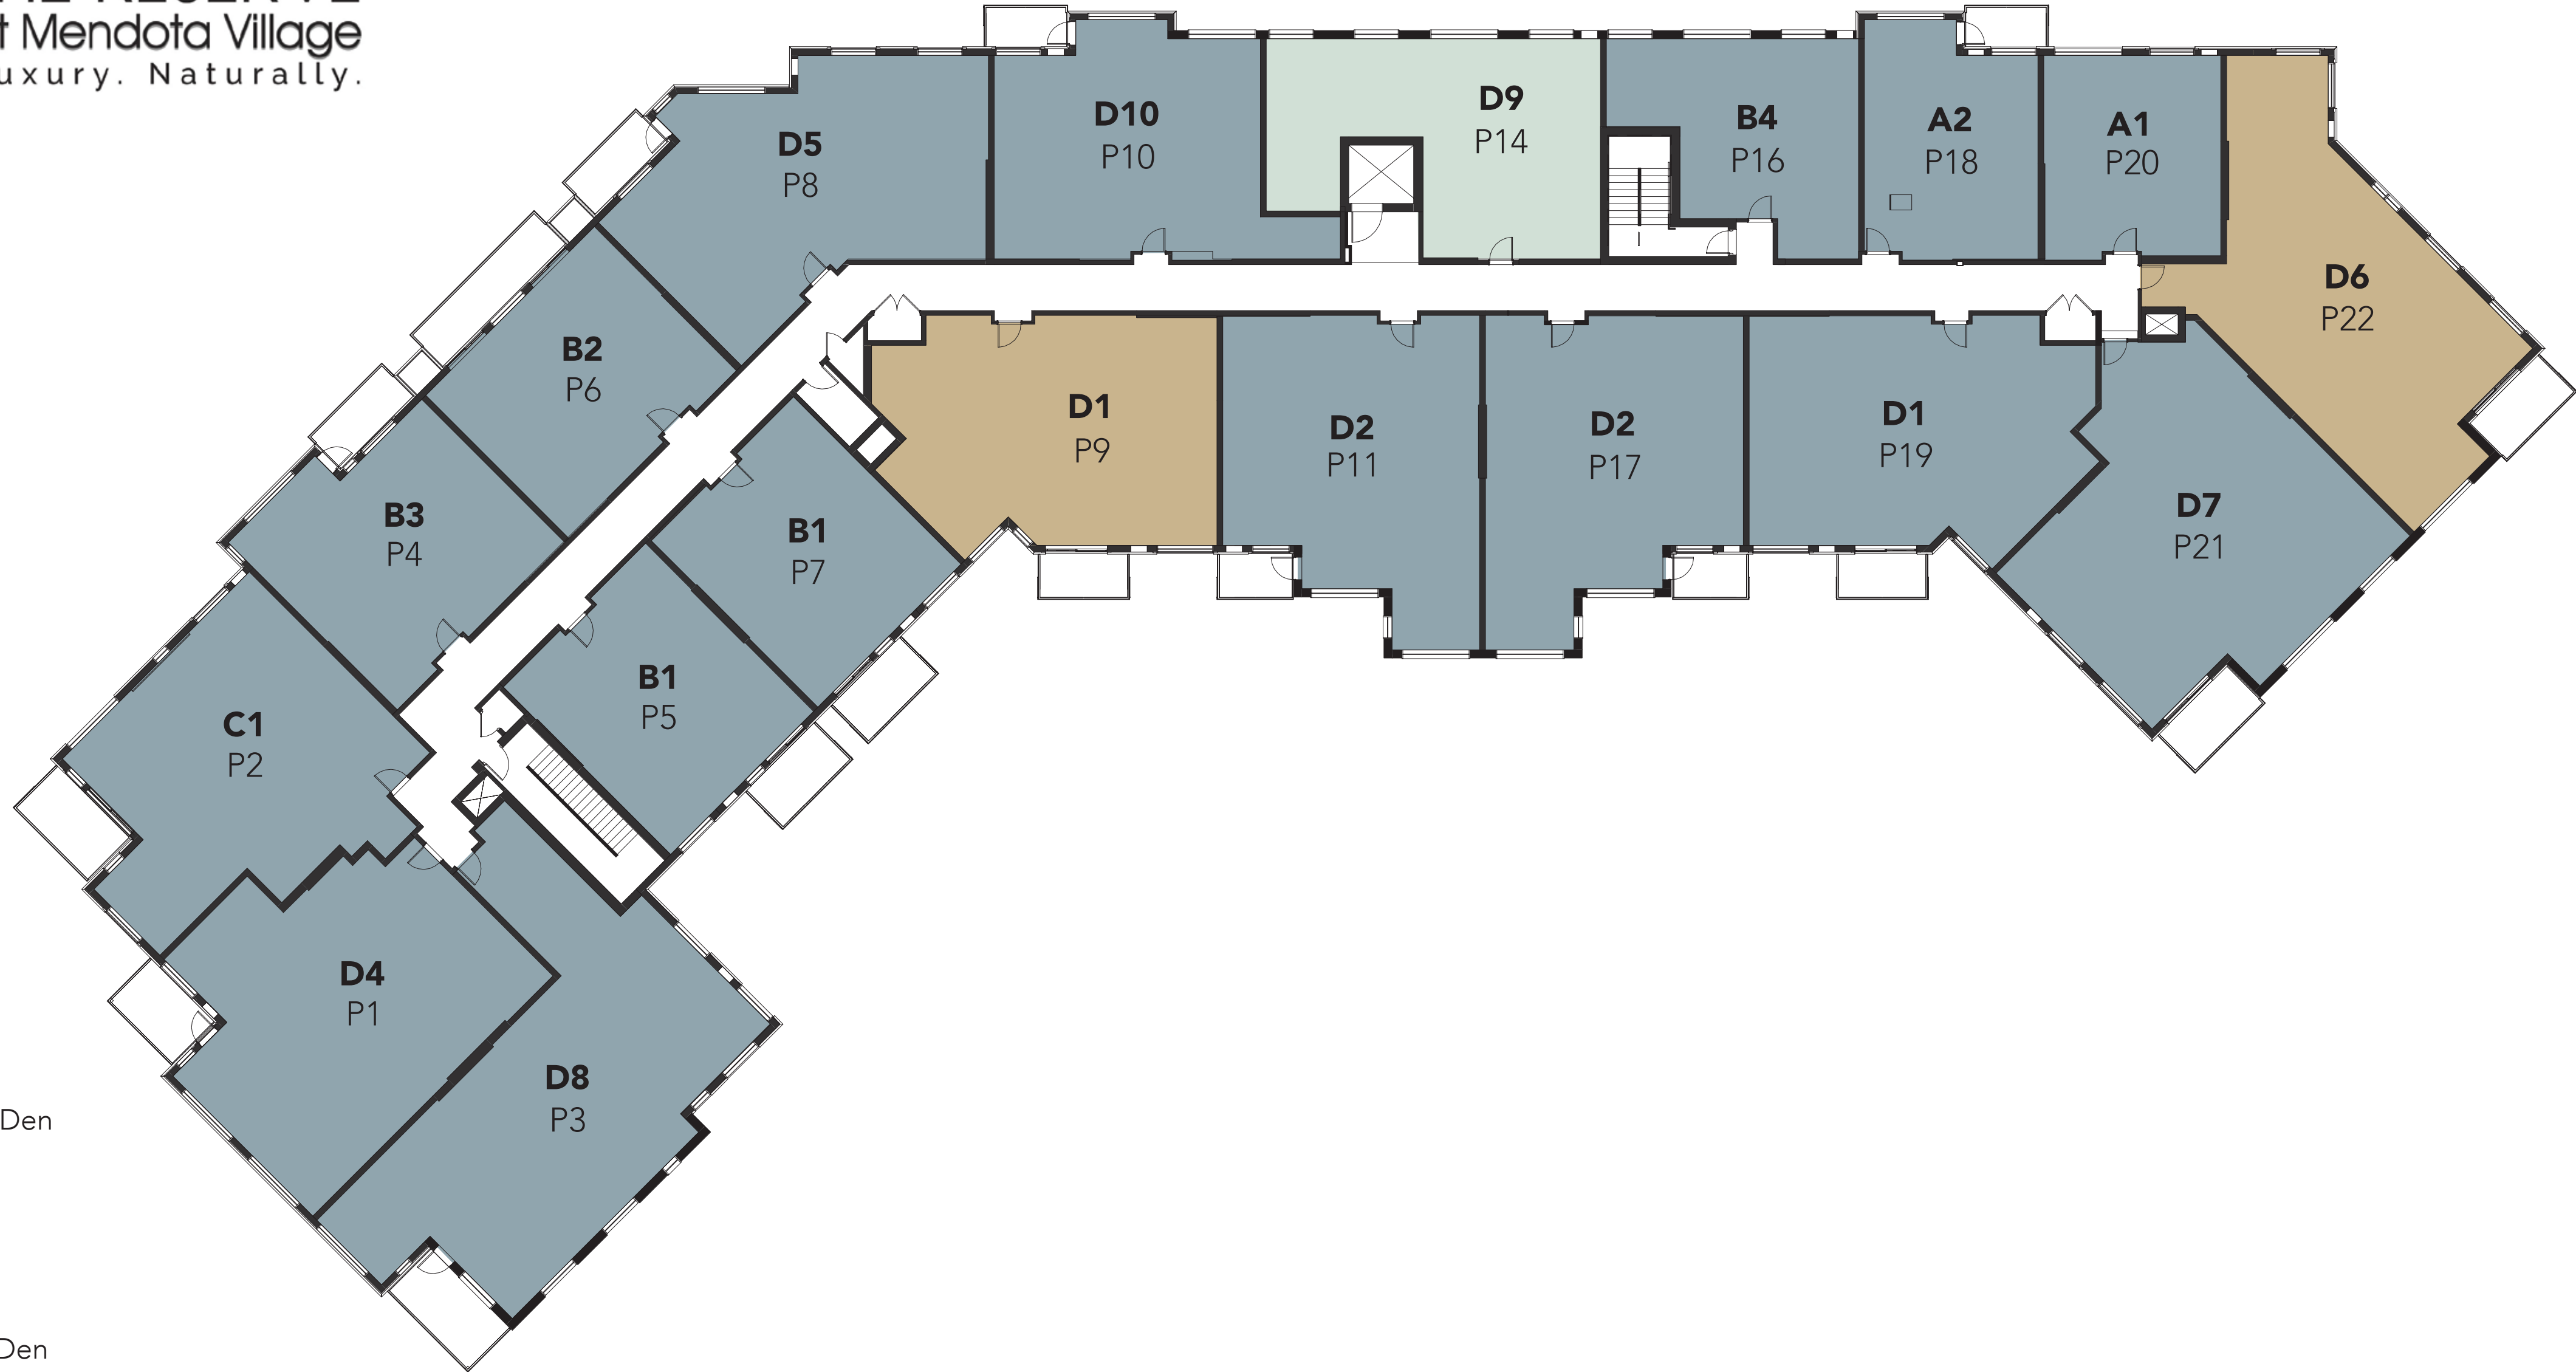 t Mendota Village
uxury. Naturally.
D5
P8
D10
P10
D9
P14
B4
P16
A2
P18
A1
P20
D6
P22
B2
P6
D1
P9
D2
P11
D2
P17
D1
P19
D7
P21
B3
P4
B1
P7
B1
P5
C1
P2
D4
P1
D8
P3
Den
Den